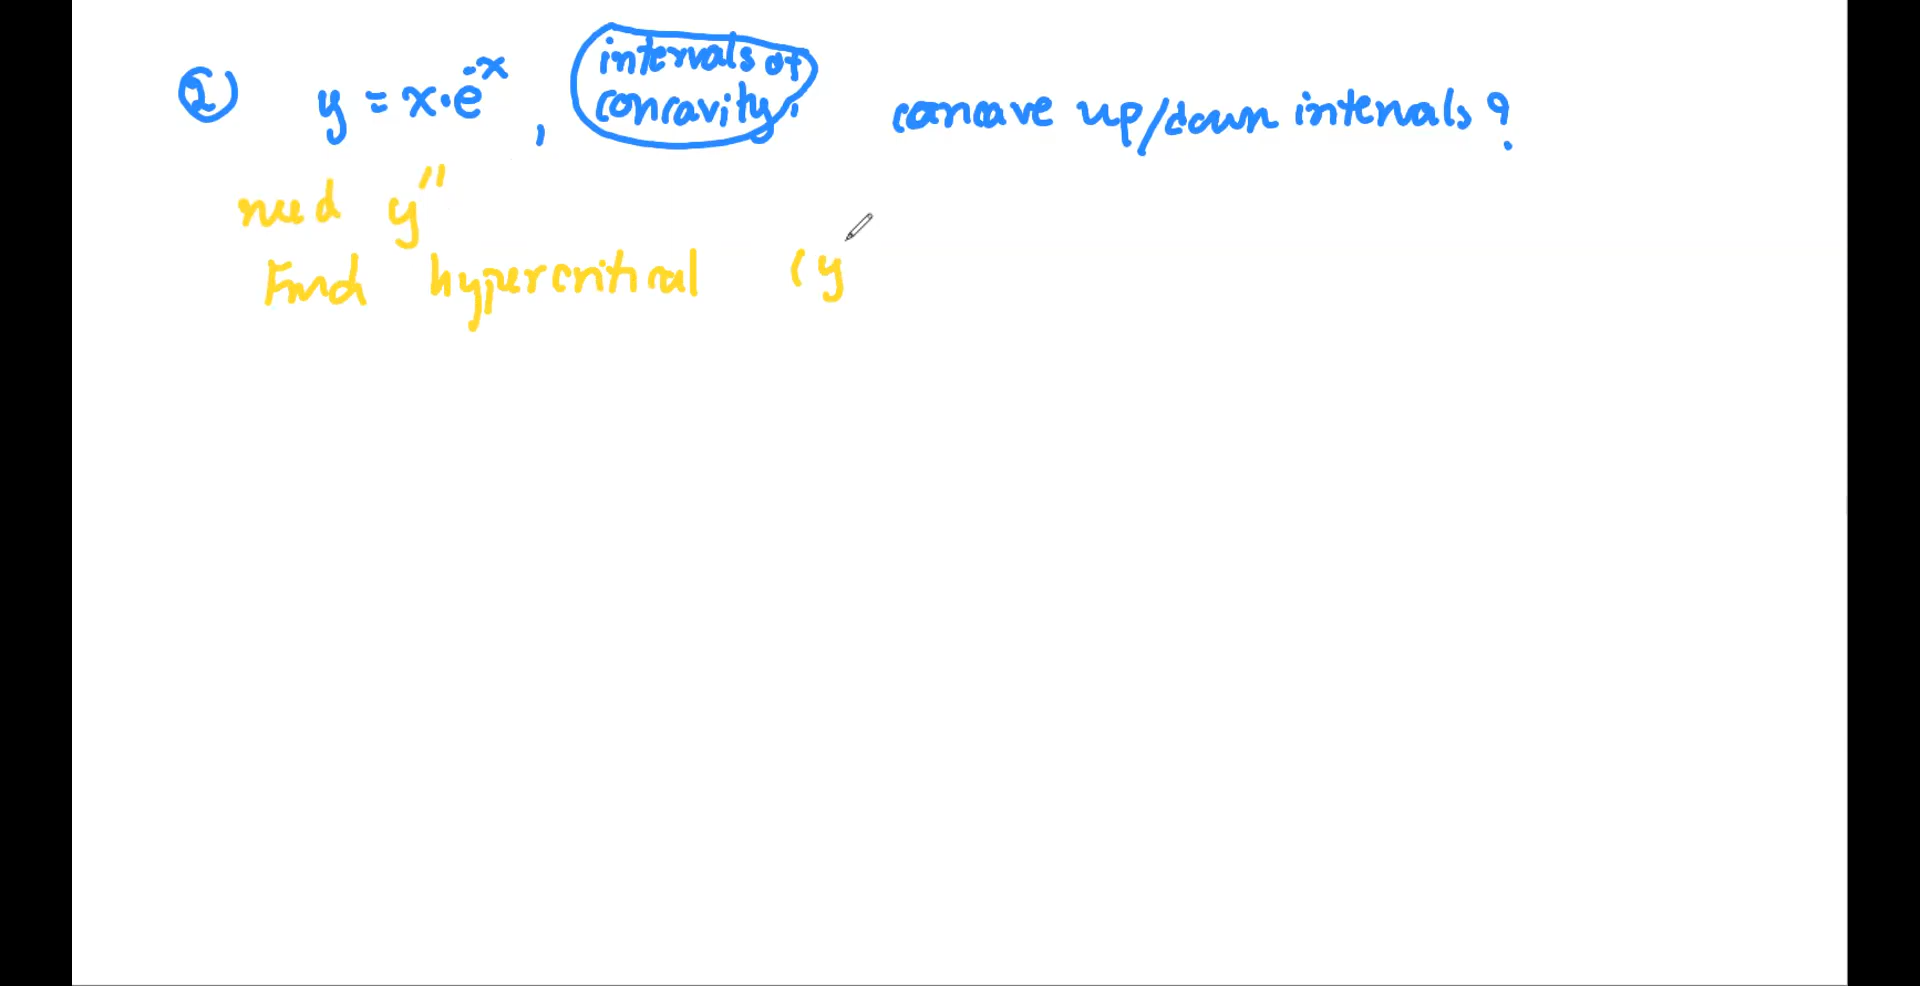 ② y = x·e^-x , intervals of concavity. concave up/down intervals?
need y''
Find hypercritical (y